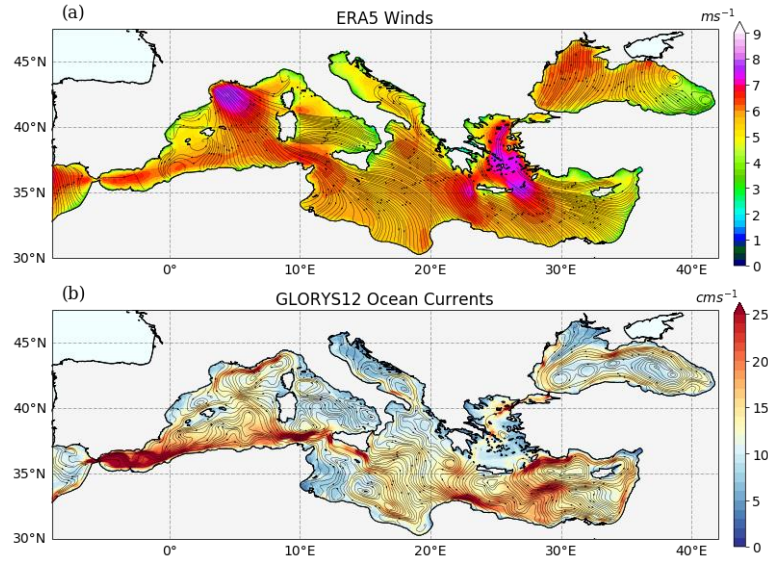 (a)
ERA5 Winds
ms⁻¹
45°N
40°N
35°N
30°N
0°
10°E
20°E
30°E
40°E
9
8
7
6
5
4
3
2
1
0
(b)
GLORYS12 Ocean Currents
cms⁻¹
45°N
40°N
35°N
30°N
0°
10°E
20°E
30°E
40°E
25
20
15
10
5
0